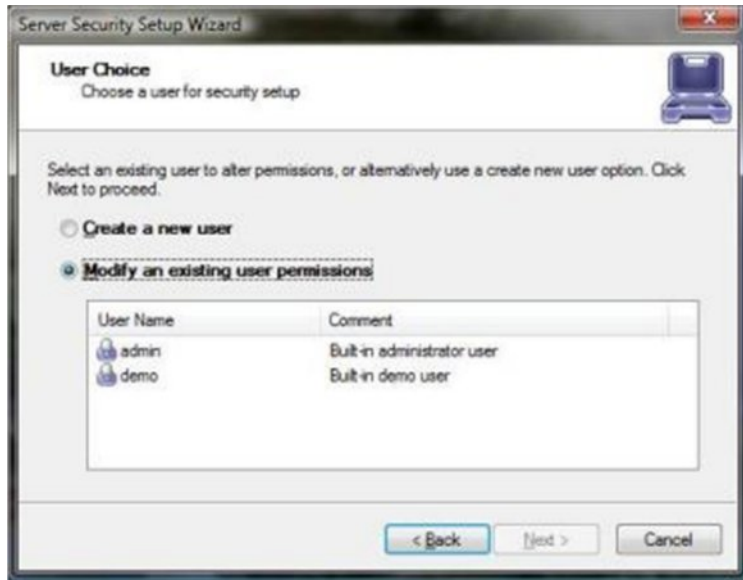 Server Security Setup Wizard
User Choice
Choose a user for security setup
Select an existing user to alter permissions, or alternatively use a create new user option. Click
Next to proceed.
Create a new user
Modify an existing user permissions
User Name Comment
admin Built-in administrator user
demo Built-in demo user
< Back Next > Cancel